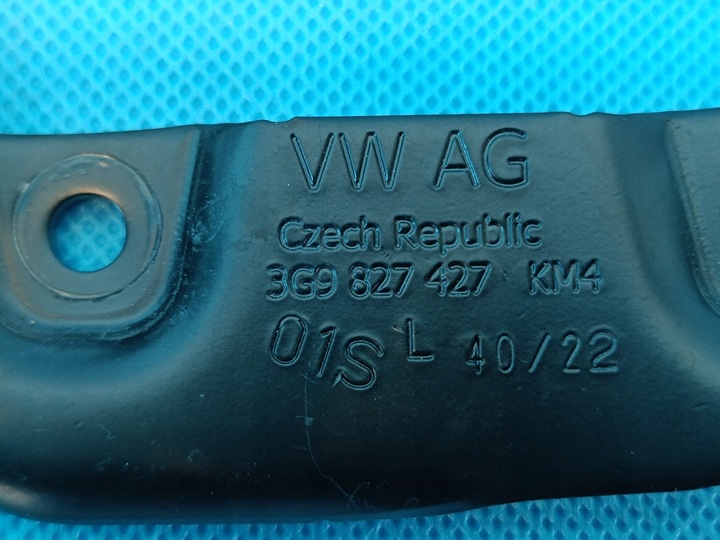 VW AG
Czech Republic
3G9 827 427 KM4
01S L 40/22